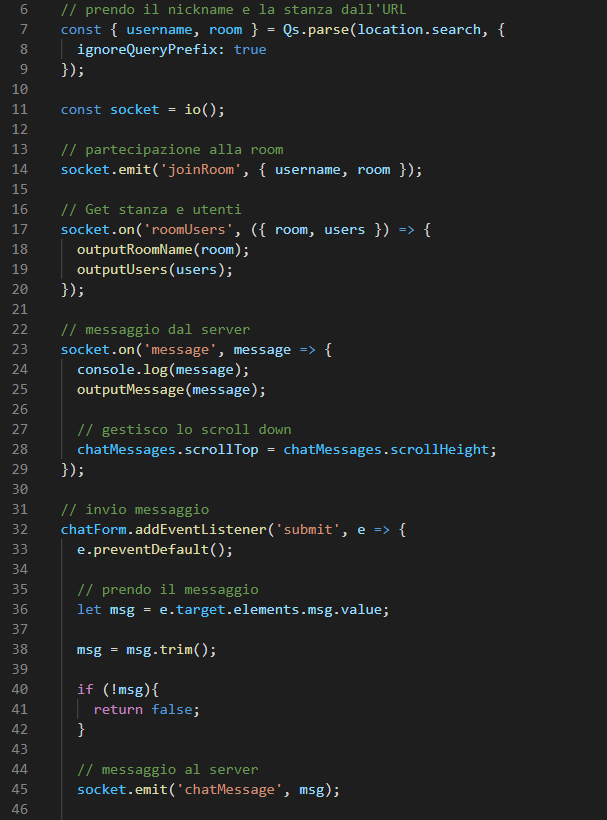 6 // prendo il nickname e la stanza dall'URL
7 const { username, room } = Qs.parse(location.search, {
8   ignoreQueryPrefix: true
9 });
10
11 const socket = io();
12
13 // partecipazione alla room
14 socket.emit('joinRoom', { username, room });
15
16 // Get stanza e utenti
17 socket.on('roomUsers', ({ room, users }) => {
18   outputRoomName(room);
19   outputUsers(users);
20 });
21
22 // messaggio dal server
23 socket.on('message', message => {
24   console.log(message);
25   outputMessage(message);
26
27   // gestisco lo scroll down
28   chatMessages.scrollTop = chatMessages.scrollHeight;
29 });
30
31 // invio messaggio
32 chatForm.addEventListener('submit', e => {
33   e.preventDefault();
34
35   // prendo il messaggio
36   let msg = e.target.elements.msg.value;
37
38   msg = msg.trim();
39
40   if (!msg){
41     return false;
42   }
43
44   // messaggio al server
45   socket.emit('chatMessage', msg);
46